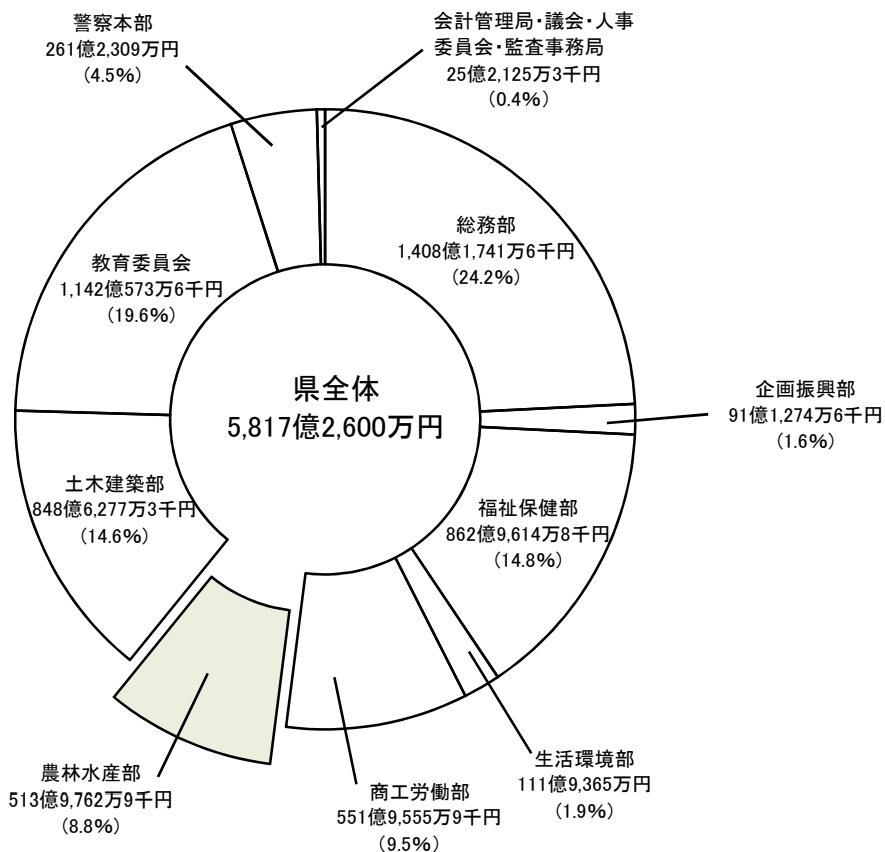 県全体
5,817億2,600万円
総務部
1,408億1,741万6千円
(24.2%)
企画振興部
91億1,274万6千円
(1.6%)
福祉保健部
862億9,614万8千円
(14.8%)
生活環境部
111億9,365万円
(1.9%)
商工労働部
551億9,555万9千円
(9.5%)
農林水産部
513億9,762万9千円
(8.8%)
土木建築部
848億6,277万3千円
(14.6%)
教育委員会
1,142億573万6千円
(19.6%)
警察本部
261億2,309万円
(4.5%)
会計管理局・議会・人事
委員会・監査事務局
25億2,125万3千円
(0.4%)